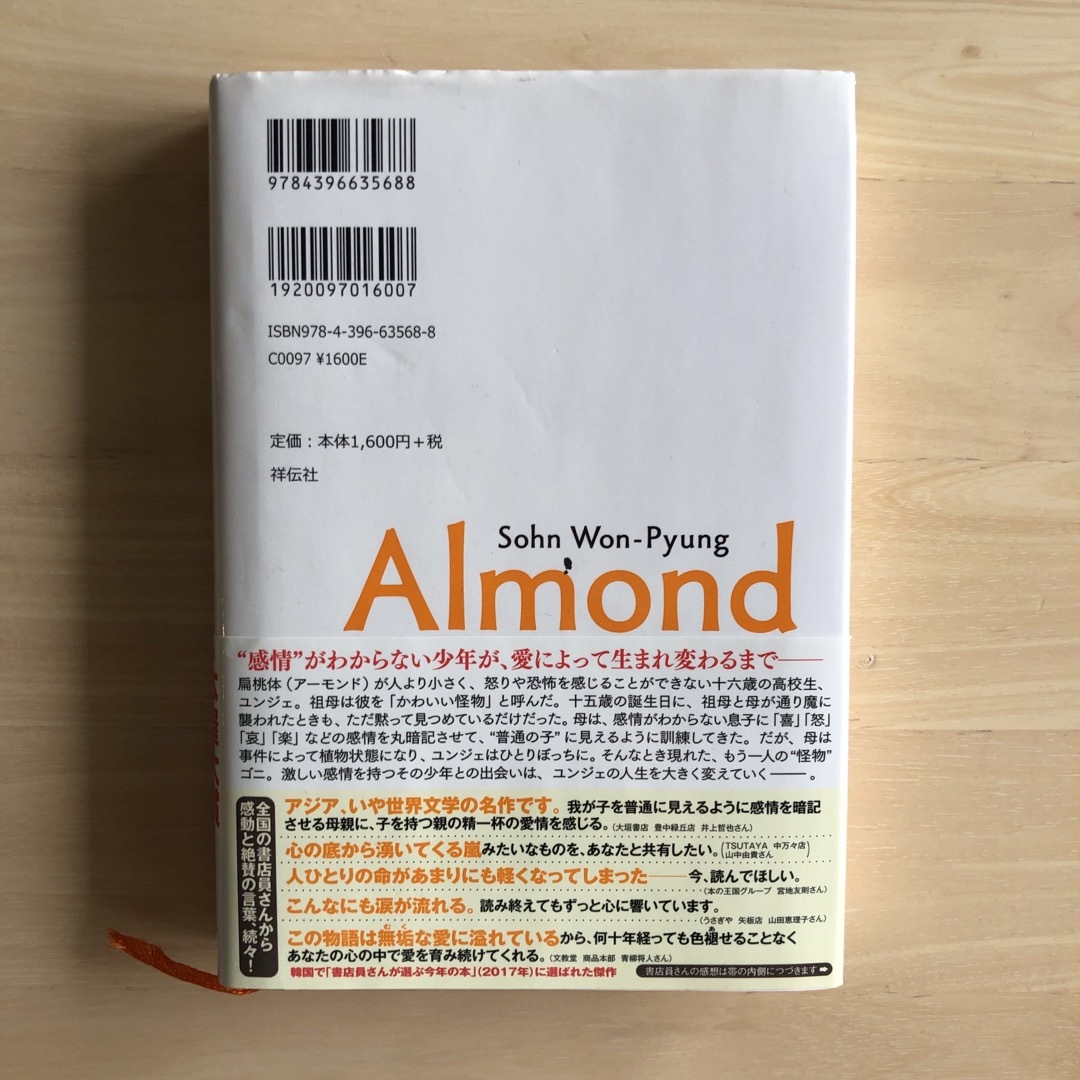 9784396635688
1920097016007
ISBN978-4-396-63568-8
C0097 ¥1600E
定価：本体1,600円＋税
祥伝社
Sohn Won-Pyung
Almond
“感情”がわからない少年が、愛によって生まれ変わるまで――
扁桃体（アーモンド）が人より小さく、怒りや恐怖を感じることができない十六歳の高校生、
ユンジェ。祖母は彼を「かわいい怪物」と呼んだ。十五歳の誕生日に、祖母と母が通り魔に
襲われたときも、ただ黙って見つめているだけだった。母は、感情がわからない息子に「喜」「怒」
「哀」「楽」などの感情を丸暗記させて、“普通の子”に見えるように訓練してきた。だが、母は
事件によって植物状態になり、ユンジェはひとりぼっちに。そんなとき現れた、もう一人の“怪物”
ゴニ。激しい感情を持つその少年との出会いは、ユンジェの人生を大きく変えていく――。
全国の書店員さんから
感動と絶賛の言葉、続々！
アジア、いや世界文学の名作です。我が子を普通に見えるように感情を暗記
させる母親に、子を持つ親の精一杯の愛情を感じる。（大垣書店 豊中緑丘店 井上哲也さん）
心の底から湧いてくる嵐みたいなものを、あなたと共有したい。（TSUTAYA 中万々店 山中由貴さん）
人ひとりの命があまりにも軽くなってしまった――今、読んでほしい。
（本の王国グループ 宮地友則さん）
こんなにも涙が流れる。読み終えてもずっと心に響いています。
（うさぎや 矢板店 山田恵理子さん）
この物語は無垢な愛に溢れているから、何十年経っても色褪せることなく
あなたの心の中で愛を育み続けてくれる。（文教堂 商品本部 青柳将人さん）
韓国で「書店員さんが選ぶ今年の本」（2017年）に選ばれた傑作
書店員さんの感想は帯の内側につづきます➡